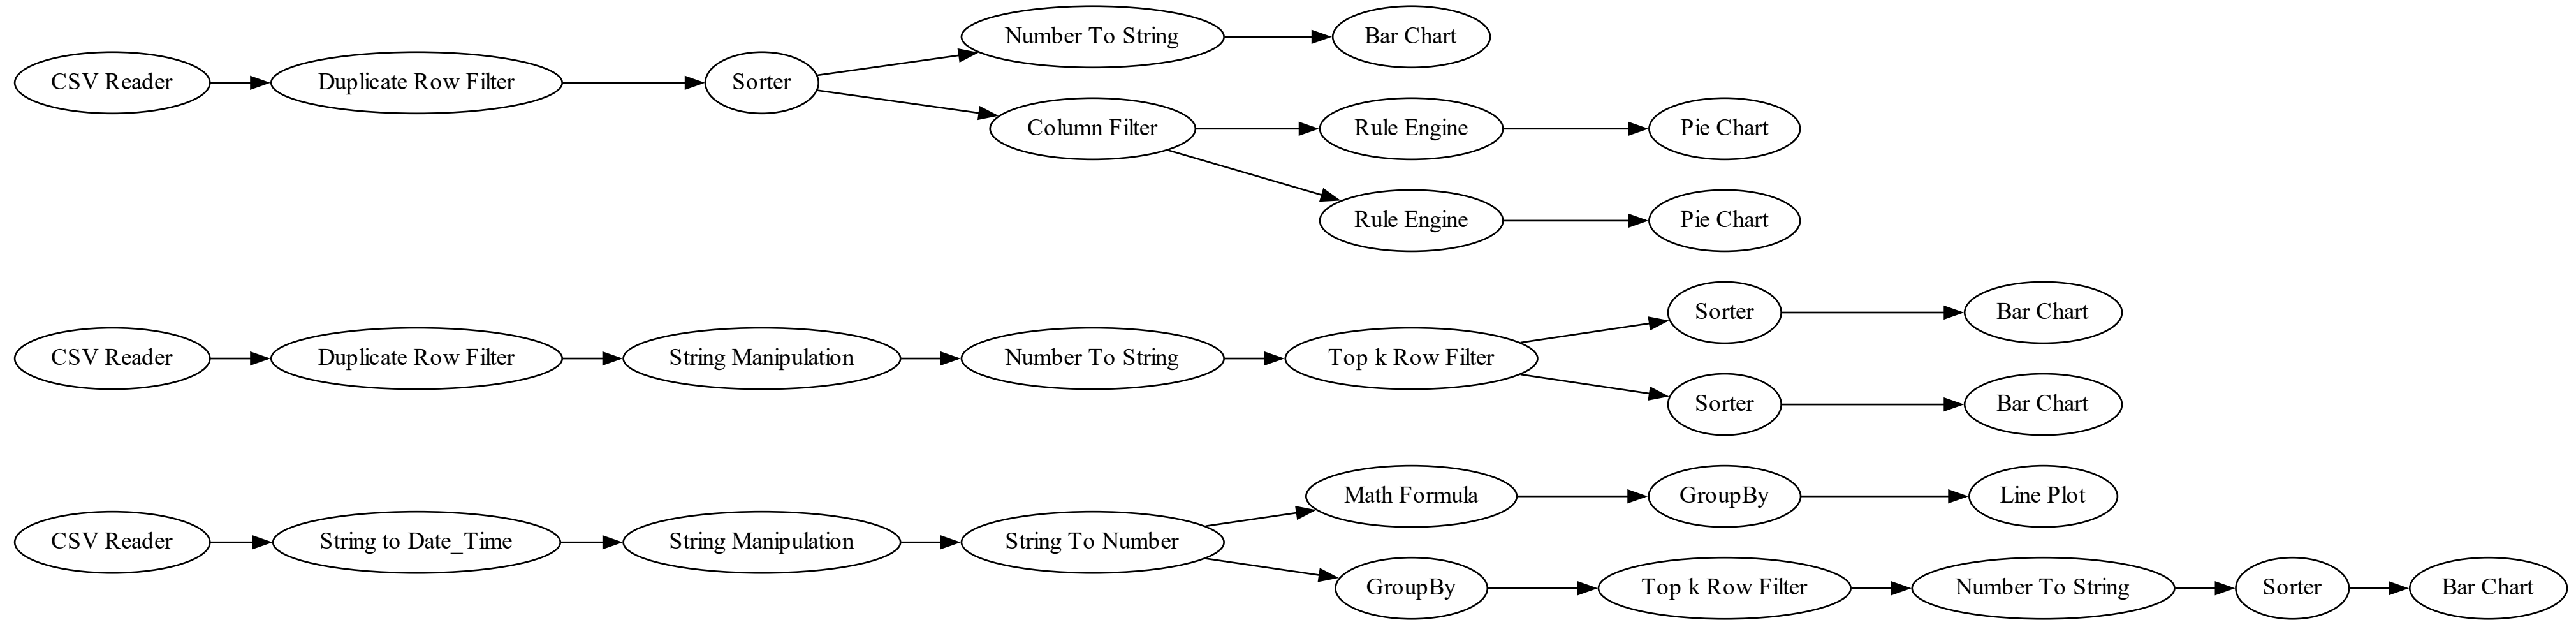 Number To String
Bar Chart
CSV Reader
Duplicate Row Filter
Sorter
Column Filter
Rule Engine
Pie Chart
Rule Engine
Pie Chart
Sorter
Bar Chart
CSV Reader
Duplicate Row Filter
String Manipulation
Number To String
Top k Row Filter
Sorter
Bar Chart
Math Formula
GroupBy
Line Plot
CSV Reader
String to Date_Time
String Manipulation
String To Number
GroupBy
Top k Row Filter
Number To String
Sorter
Bar Chart